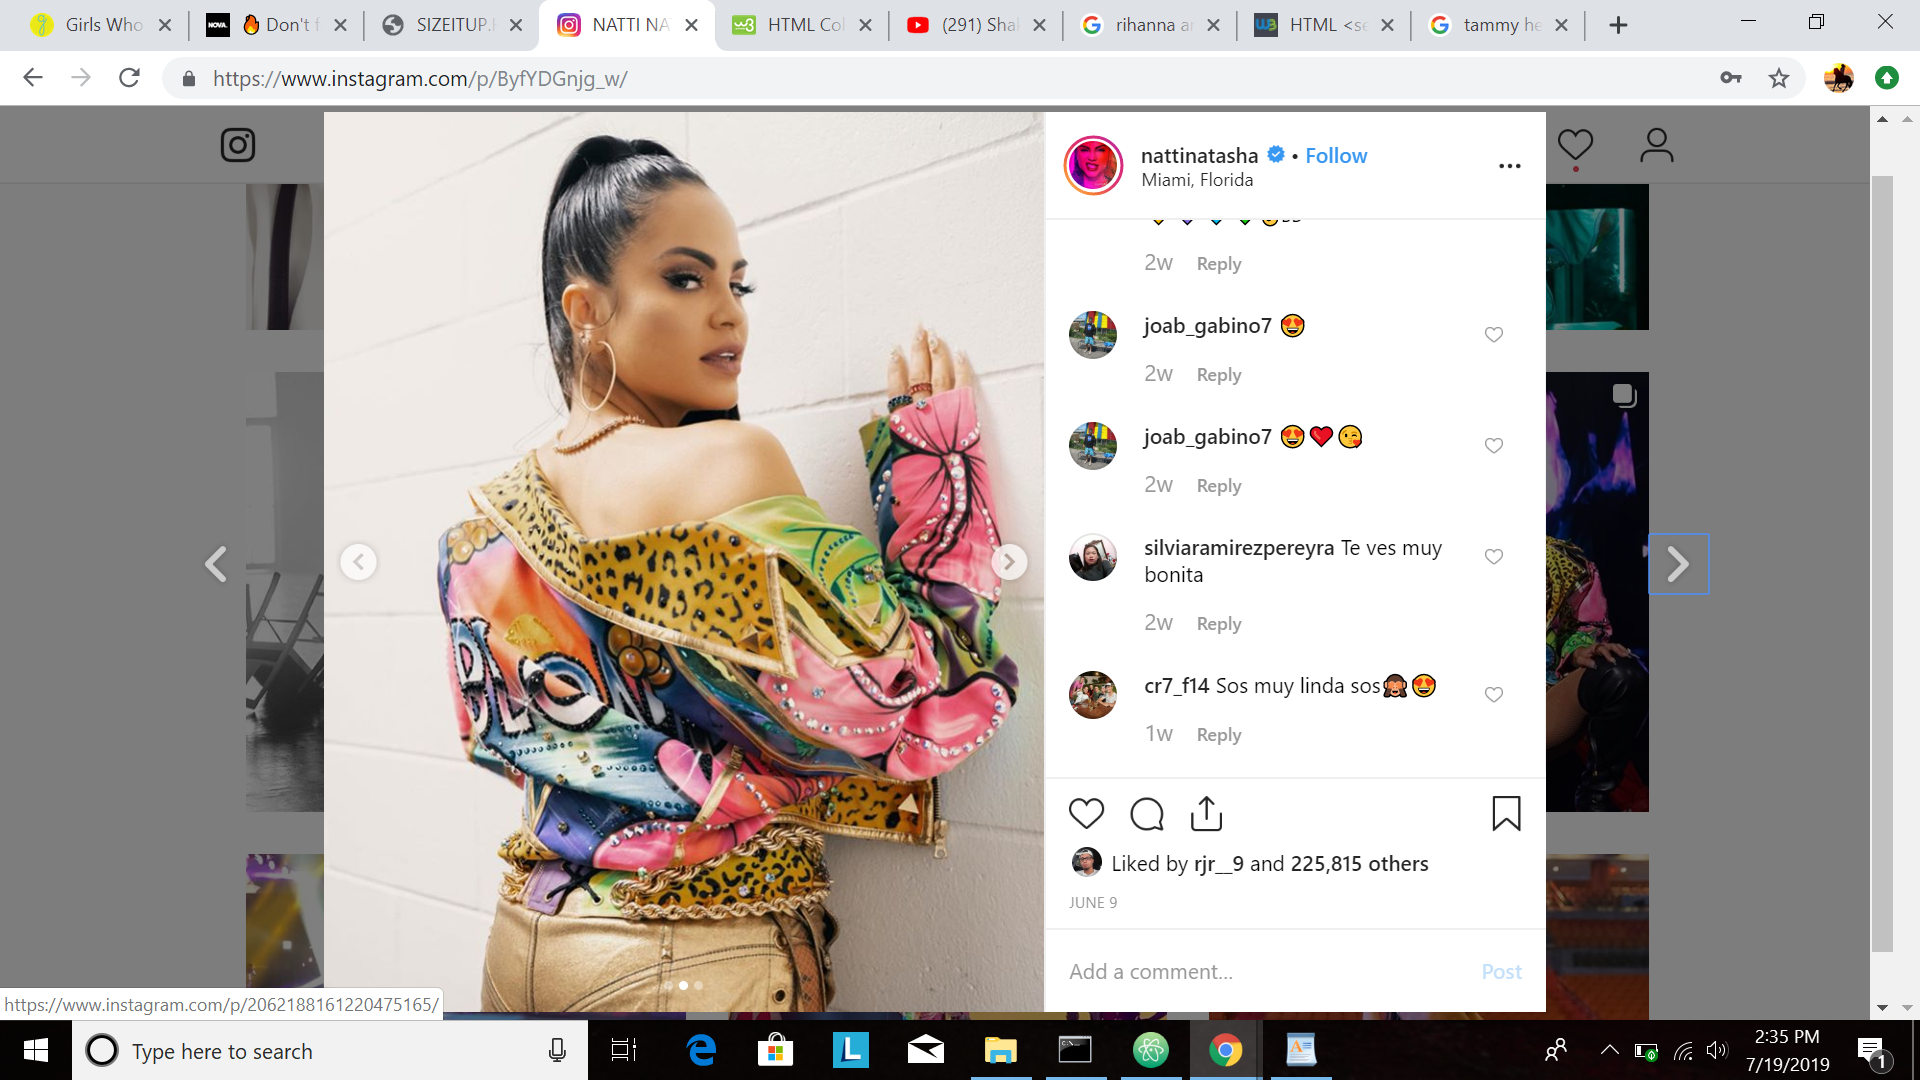 Girls Who
NOVA.
Don't f
SIZEITUP.
NATTI NA
HTML Col
(291) Sha
rihanna a
HTML <se
tammy he
https://www.instagram.com/p/ByfYDGnjg_w/
nattinatasha • Follow
Miami, Florida
2w Reply
joab_gabino7 😍
2w Reply
joab_gabino7 😍❤️😘
2w Reply
silviaramirezpereyra Te ves muy
bonita
2w Reply
cr7_f14 Sos muy linda sos🙈😍
1w Reply
Liked by rjr__9 and 225,815 others
JUNE 9
Add a comment... Post
https://www.instagram.com/p/2062188161220475165/
Type here to search
2:35 PM
7/19/2019
1